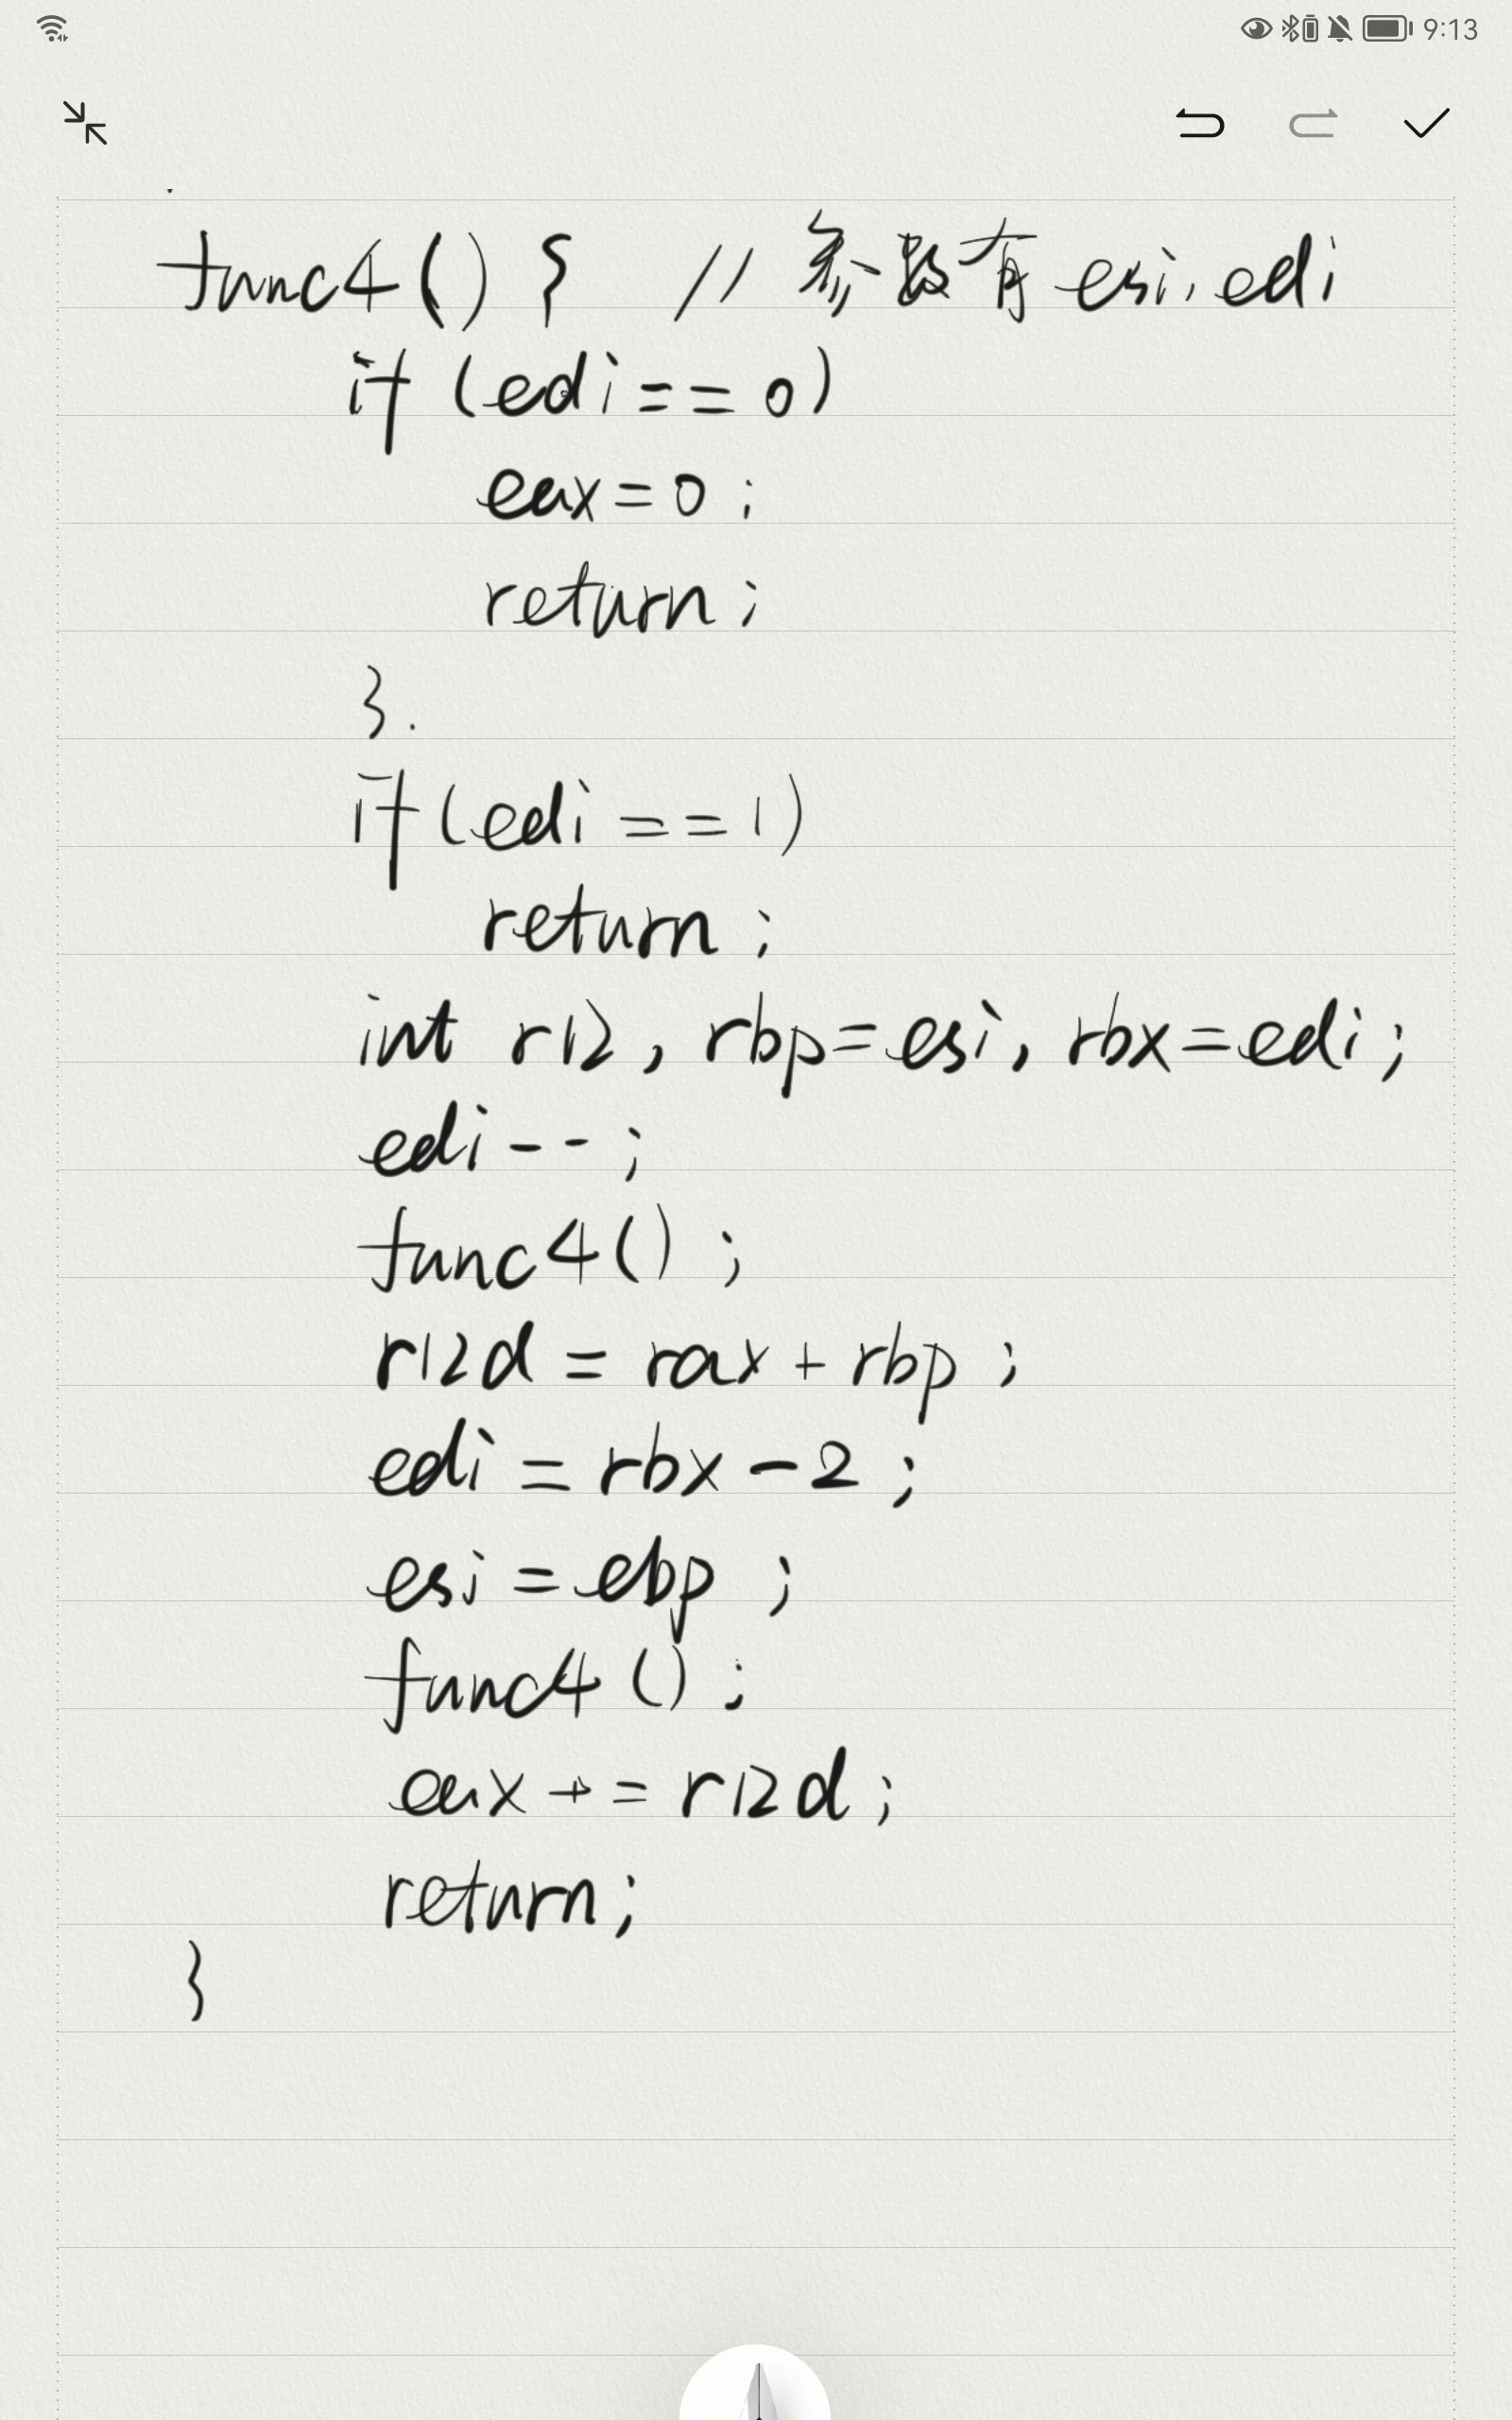 9:13
func4() { // 参数有 esi, edi
if (edi == 0)
eax = 0 ;
return ;
} .
if (edi == 1)
return ;
int r12 , rbp = esi , rbx = edi ;
edi -- ;
func4() ;
r12d = rax + rbp ;
edi = rbx - 2 ;
esi = ebp ;
func4 () ;
eax += r12d ;
return ;
}